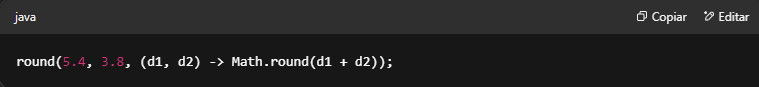 java
Copiar
Editar
round(5.4, 3.8, (d1, d2) -> Math.round(d1 + d2));